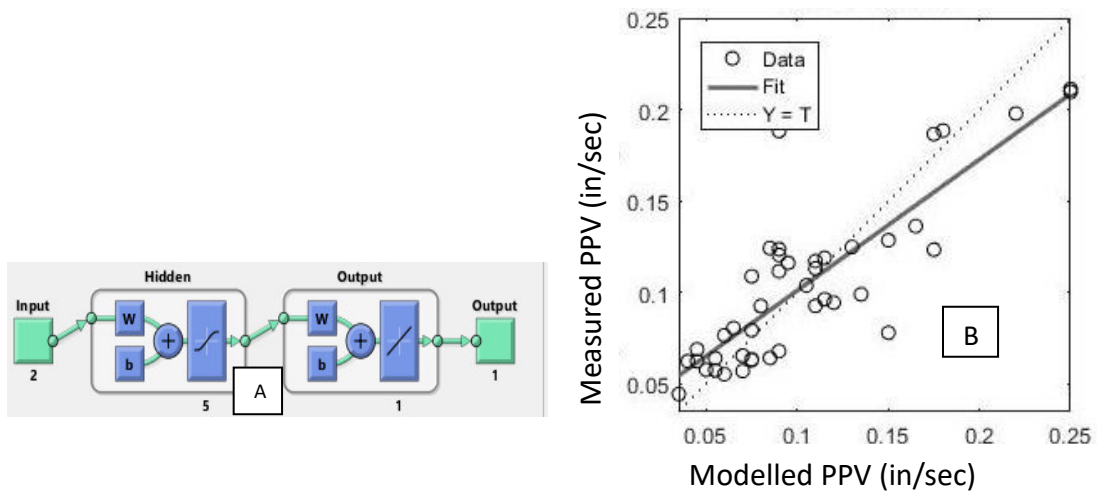 Hidden
Output
Input
Output
W
b
+
W
b
+
2
5
1
1
A
0.25
0.2
0.15
0.1
0.05
Measured PPV (in/sec)
Data
Fit
Y = T
B
0.05
0.1
0.15
0.2
0.25
Modelled PPV (in/sec)